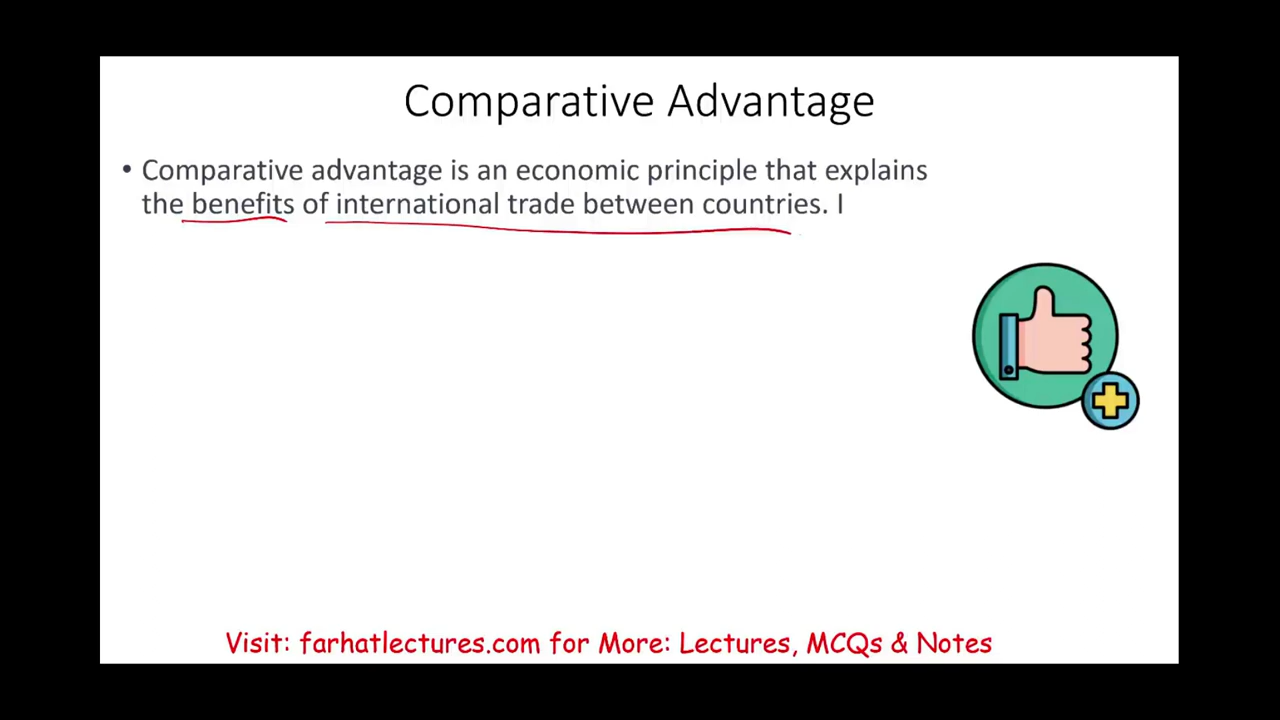 Comparative Advantage
• Comparative advantage is an economic principle that explains
the benefits of international trade between countries. I
Visit: farhatlectures.com for More: Lectures, MCQs & Notes